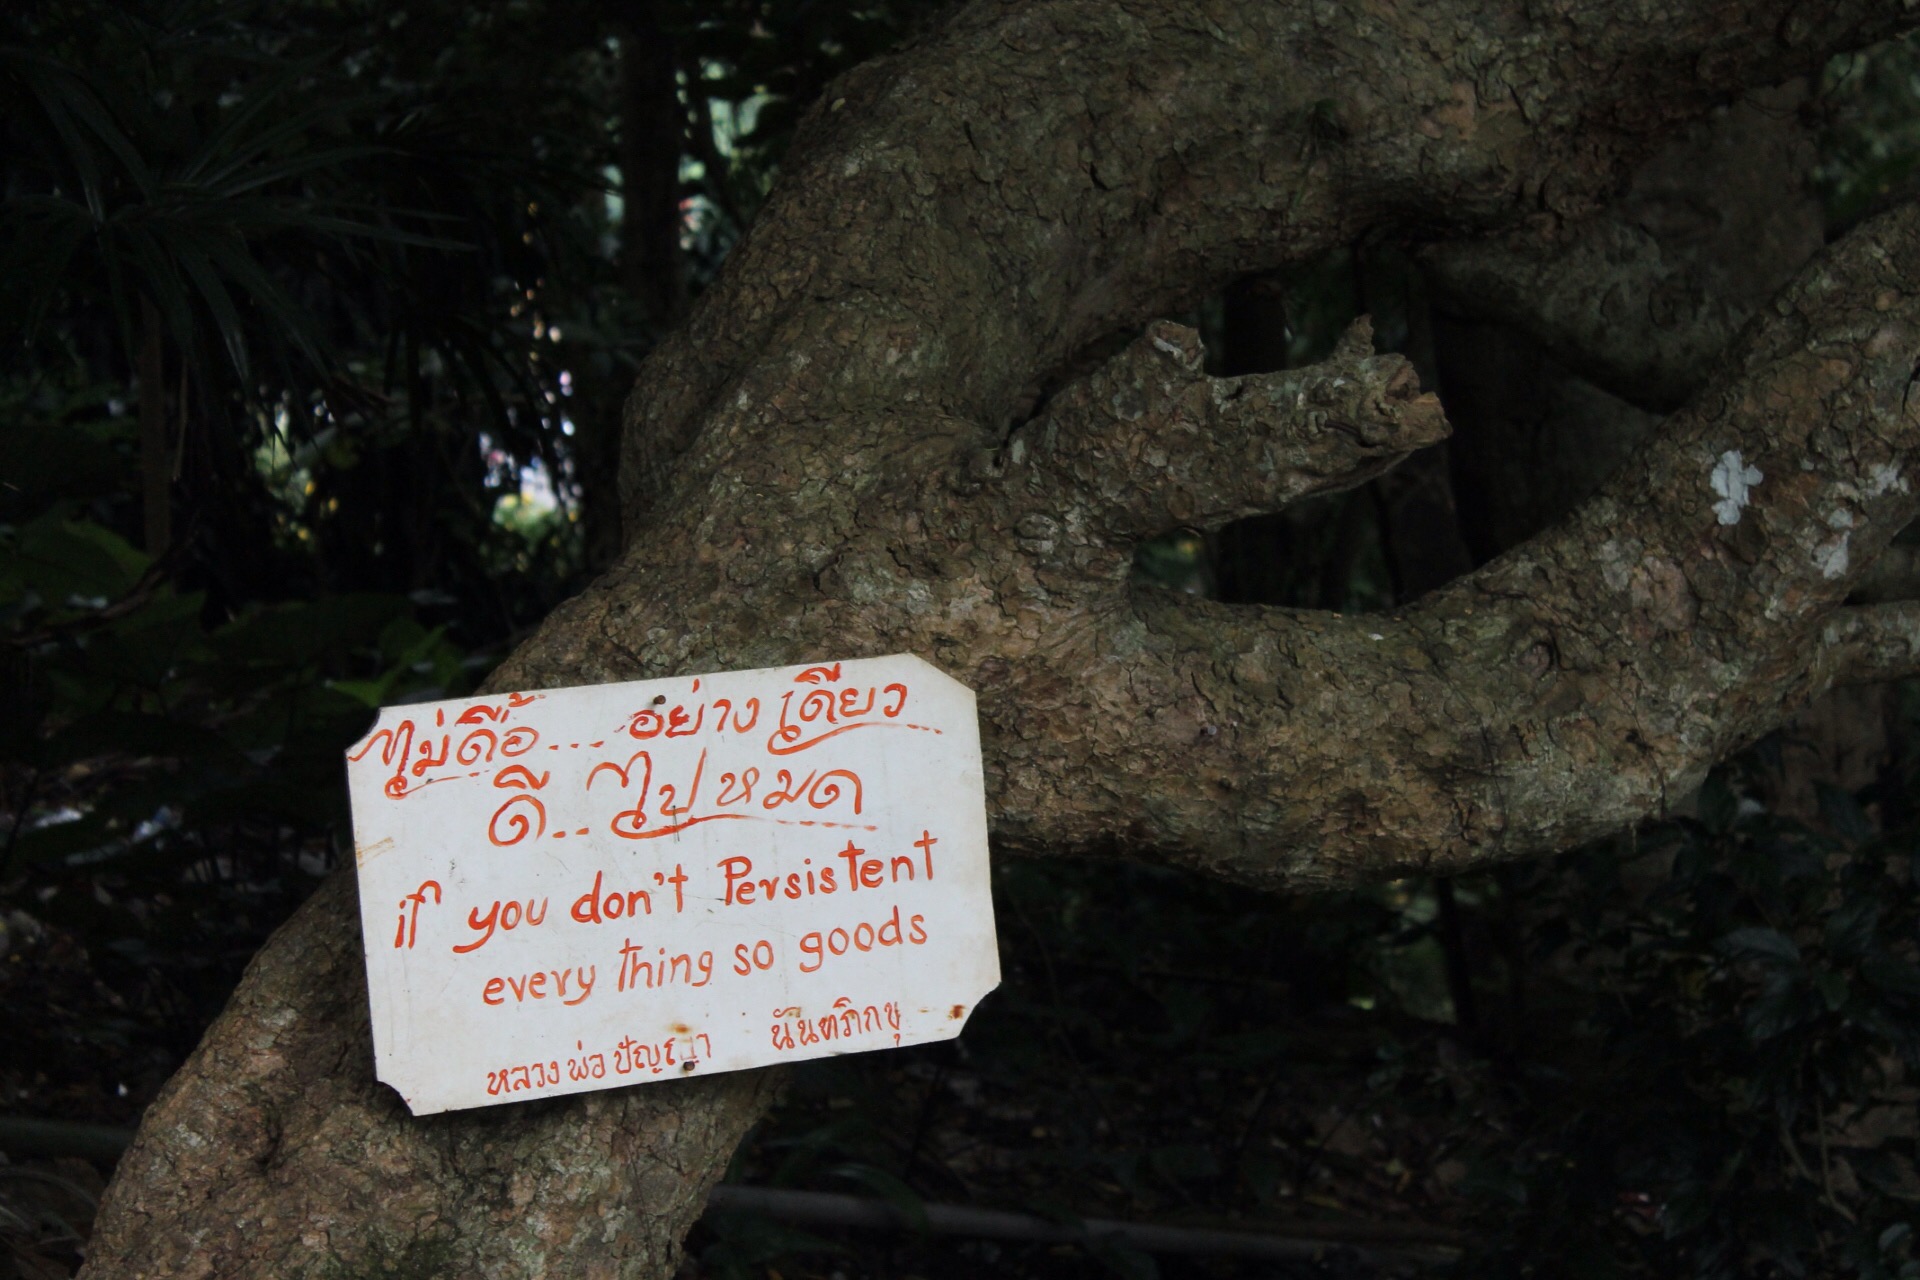 ไม่ดื้อ... อย่างเดียว
ดี... ไปหมด
if you don't Persistent
every thing so goods
หลวงพ่อปัญญา นันทภิกขุ